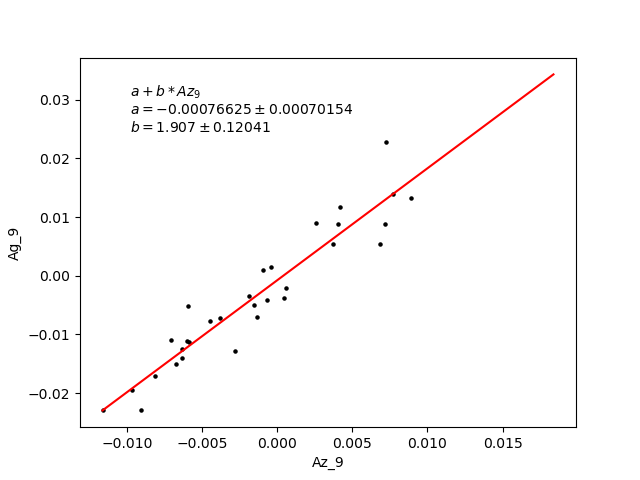 a + b * Az₉
a = −0.00076625 ± 0.00070154
b = 1.907 ± 0.12041
0.03
0.02
0.01
0.00
−0.01
−0.02
Ag_9
−0.010 −0.005 0.000 0.005 0.010 0.015
Az_9